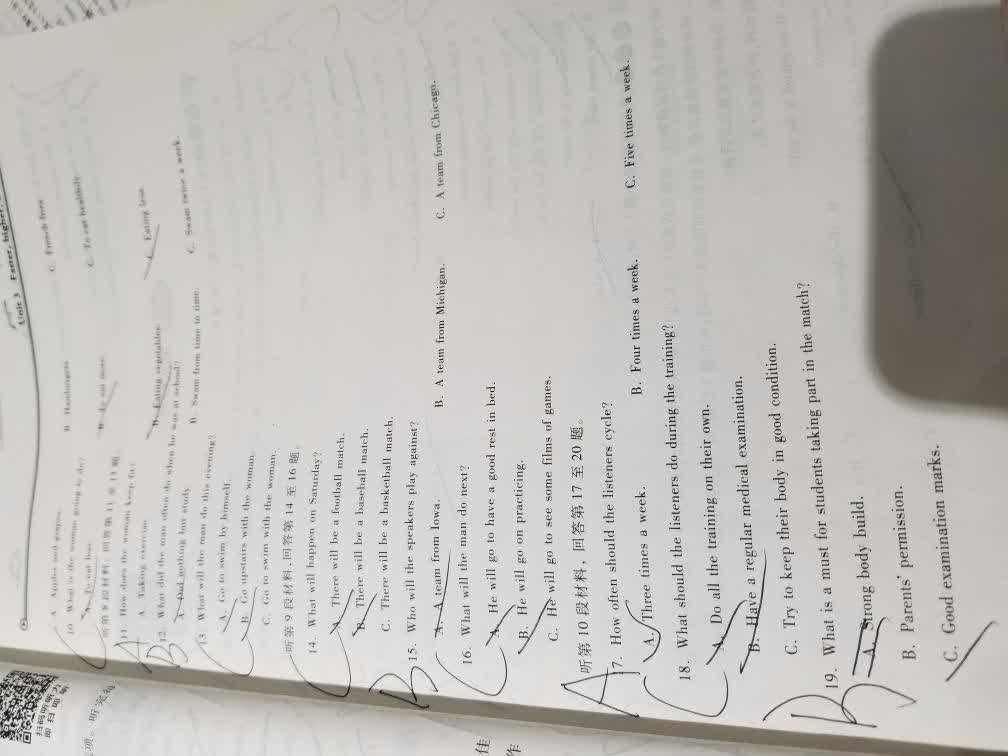 Unit 3 Faster, higher,
A Apples and grapes. B Hamburgers C French fries
10 What is the woman going to do?
A. To eat less B. To eat more C. To eat healthily
听第8段材料,回答第11至13题。
11 How does the woman keep fit?
A Taking exercise B. Eating vegetables C Eating less
12. What did the man often do when he was at school?
A Did nothing but study B Swam from time to time. C. Swam twice a week.
13 What will the man do this evening?
A. Go to swim by himself.
B. Go upstairs with the woman.
C. Go to swim with the woman.
听第9段材料,回答第14至16题。
14. What will happen on Saturday?
A. There will be a football match.
B. There will be a baseball match.
C. There will be a basketball match.
15. Who will the speakers play against?
A. A team from Iowa. B. A team from Michigan. C. A team from Chicago.
16. What will the man do next?
A. He will go to have a good rest in bed.
B. He will go on practicing.
C. He will go to see some films of games.
听第10段材料,回答第17至20题。
17. How often should the listeners cycle?
A. Three times a week. B. Four times a week. C. Five times a week.
18. What should the listeners do during the training?
A. Do all the training on their own.
B. Have a regular medical examination.
C. Try to keep their body in good condition.
19. What is a must for students taking part in the match?
A. Strong body build.
B. Parents' permission.
C. Good examination marks.
C
A
B
C
C
B
C
A
C
B
扫码听听力
即扫即听
听完每
佳
作